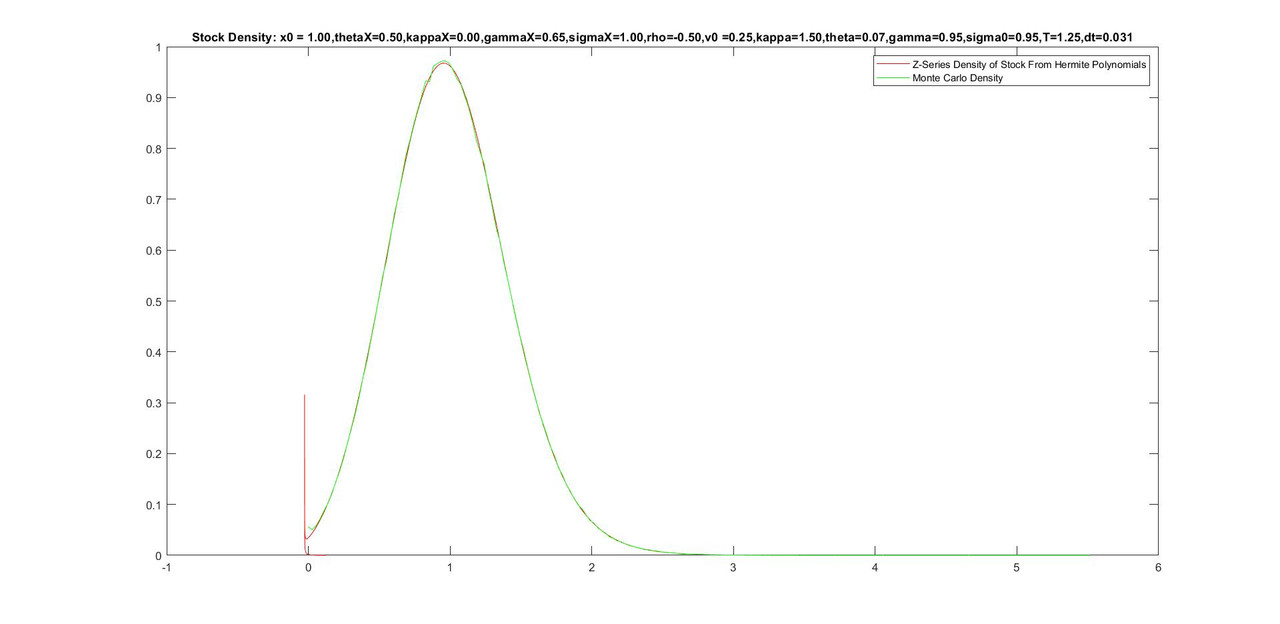 Stock Density: x0 = 1.00,thetaX=0.50,kappaX=0.00,gammaX=0.65,sigmaX=1.00,rho=-0.50,v0 =0.25,kappa=1.50,theta=0.07,gamma=0.95,sigma0=0.95,T=1.25,dt=0.031
Z-Series Density of Stock From Hermite Polynomials
Monte Carlo Density
1
0.9
0.8
0.7
0.6
0.5
0.4
0.3
0.2
0.1
0
-1 0 1 2 3 4 5 6